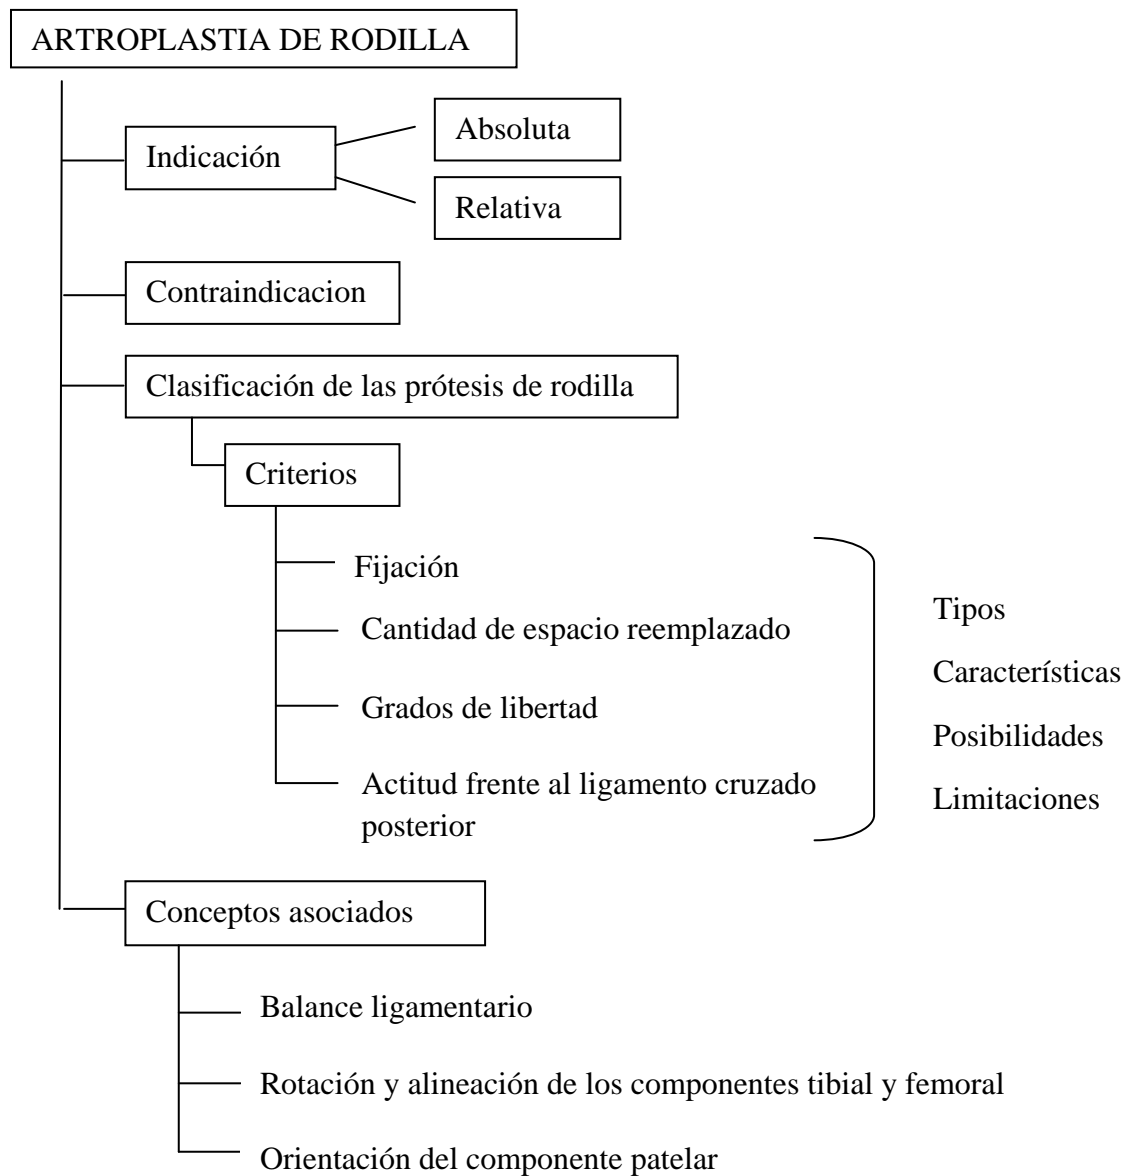 ARTROPLASTIA DE RODILLA
Indicación
Absoluta
Relativa
Contraindicacion
Clasificación de las prótesis de rodilla
Criterios
Fijación
Cantidad de espacio reemplazado
Grados de libertad
Actitud frente al ligamento cruzado
posterior
Tipos
Características
Posibilidades
Limitaciones
Conceptos asociados
Balance ligamentario
Rotación y alineación de los componentes tibial y femoral
Orientación del componente patelar